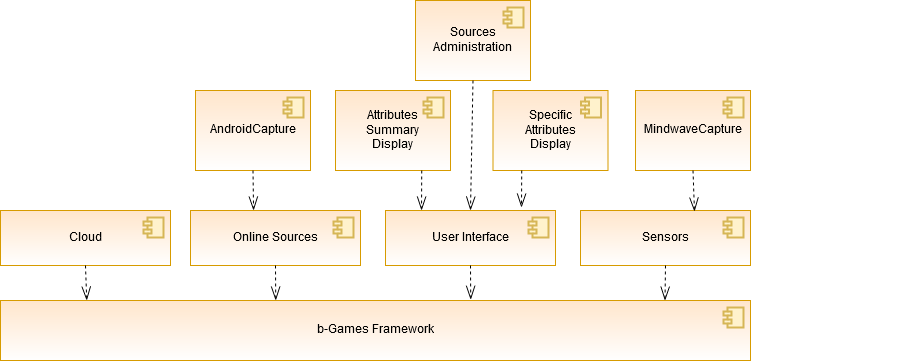 Sources
Administration
AndroidCapture
Attributes
Summary
Display
Specific
Attributes
Display
MindwaveCapture
Cloud
Online Sources
User Interface
Sensors
b-Games Framework